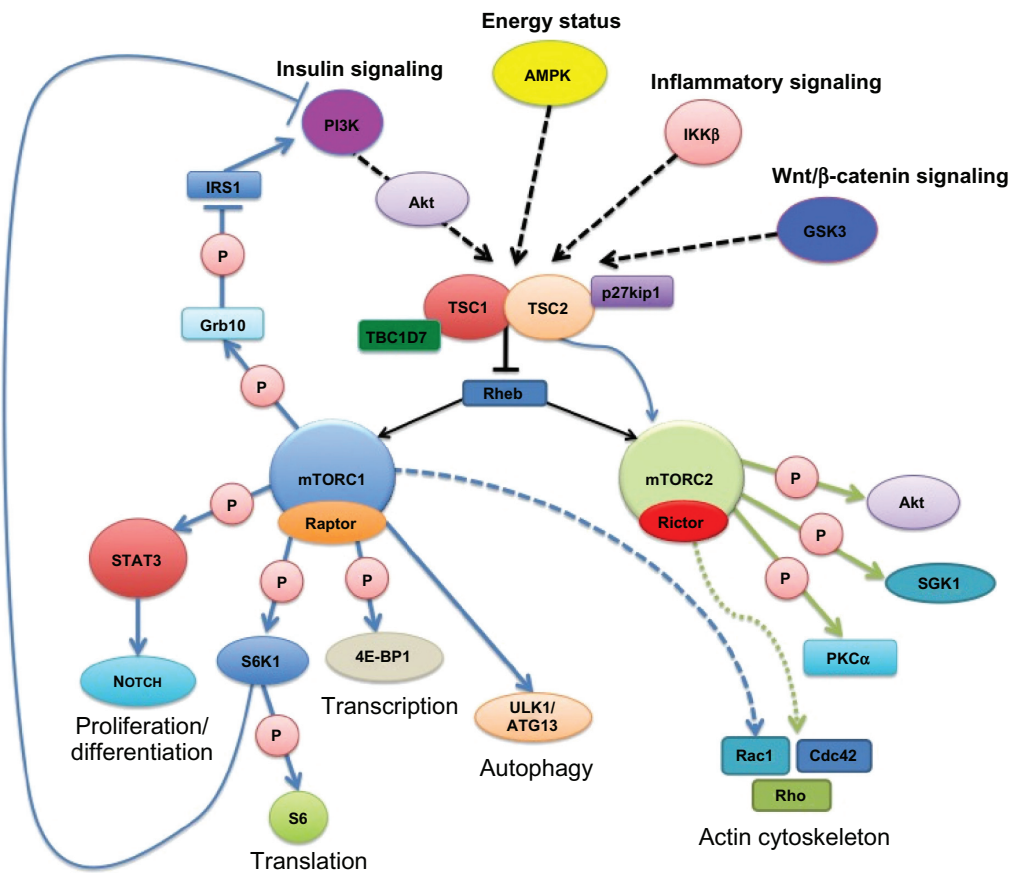 Energy status
Insulin signaling
AMPK
Inflammatory signaling
PI3K
IKKβ
Wnt/β-catenin signaling
IRS1
Akt
GSK3
P
TSC1
TSC2
p27kip1
Grb10
TBC1D7
P
Rheb
mTORC1
mTORC2
P
Akt
P
Raptor
Rictor
P
STAT3
P
P
P
SGK1
S6K1
4E-BP1
PKCα
NOTCH
Transcription
ULK1/
ATG13
Proliferation/
differentiation
P
Rac1
Cdc42
Autophagy
Rho
S6
Actin cytoskeleton
Translation